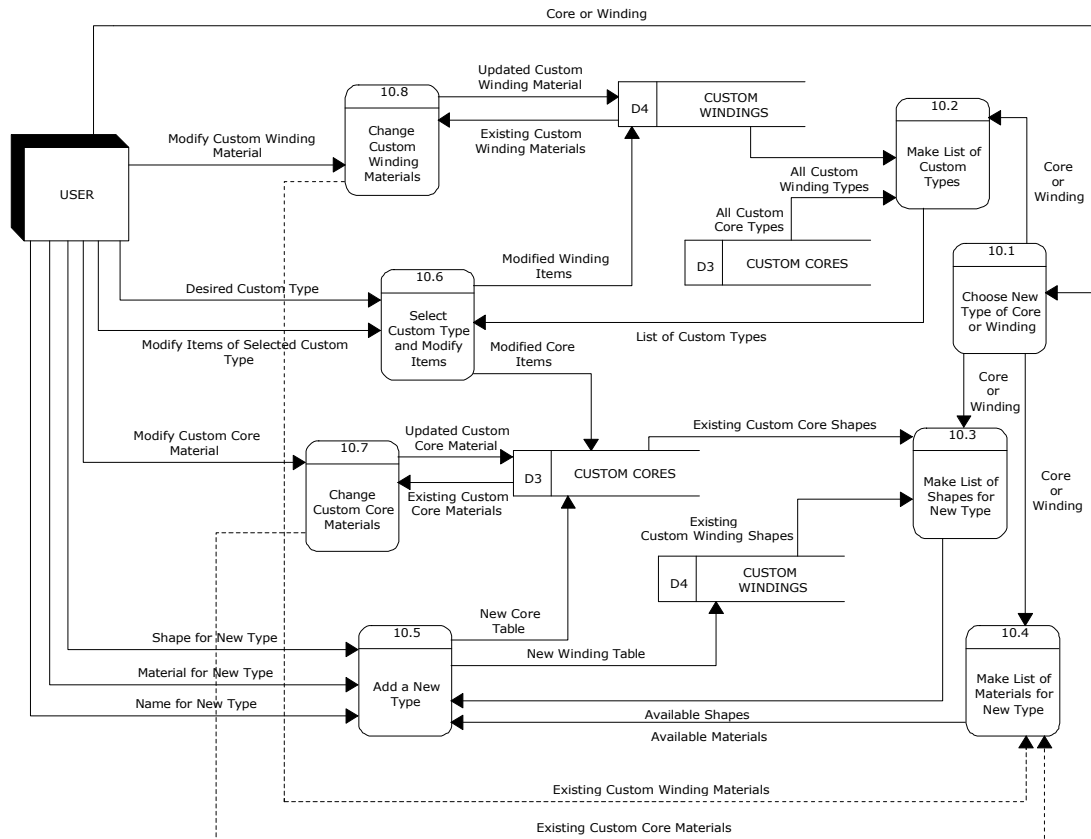 Core or Winding
10.8
Change
Custom
Winding
Materials
Updated Custom
Winding Material
Existing Custom
Winding Materials
D4
CUSTOM
WINDINGS
10.2
Make List of
Custom
Types
Modify Custom Winding
Material
USER
All Custom
Winding Types
All Custom
Core Types
D3
CUSTOM CORES
Core
or
Winding
10.1
Choose New
Type of Core
or Winding
Modified Winding
Items
Desired Custom Type
10.6
Select
Custom Type
and Modify
Items
Modify Items of Selected Custom
Type
List of Custom Types
Modified Core
Items
Core
or
Winding
Modify Custom Core
Material
10.7
Change
Custom Core
Materials
Updated Custom
Core Material
Existing Custom
Core Materials
D3
CUSTOM CORES
Existing Custom Core Shapes
10.3
Make List of
Shapes for
New Type
Core
or
Winding
Existing
Custom Winding Shapes
D4
CUSTOM
WINDINGS
New Core
Table
New Winding Table
Shape for New Type
Material for New Type
Name for New Type
10.5
Add a New
Type
10.4
Make List of
Materials for
New Type
Available Shapes
Available Materials
Existing Custom Winding Materials
Existing Custom Core Materials